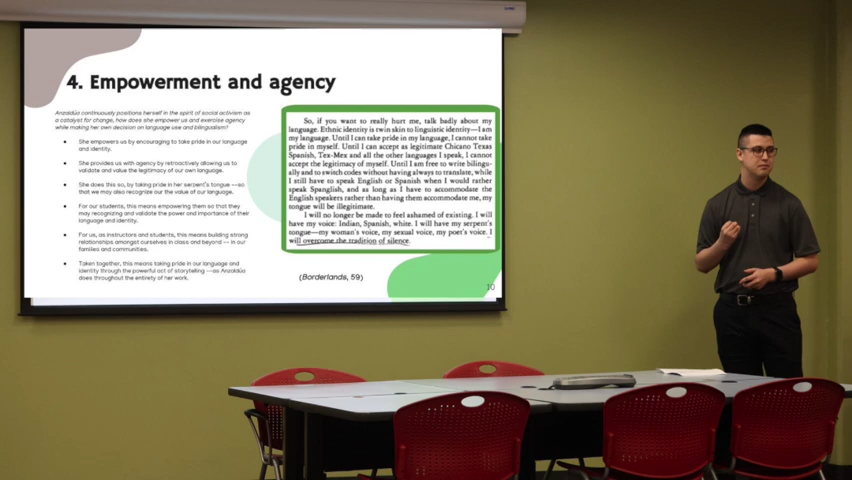 4. Empowerment and agency
Anzaldúa continuously positions herself in the spirit of social activism as
a catalyst for change, how does she empower us and exercise agency
while making her own decision on language use and bilingualism?
● She empowers us by encouraging to take pride in our language
and identity.
● She provides us with agency by retroactively allowing us to
validate and value the legitimacy of our own language.
● She does this so, by taking pride in her serpent's tongue --so
that we may also recognize our the value of our language.
● For our students, this means empowering them so that they
may recognizing and validate the power and importance of their
language and identity.
● For us, as instructors and students, this means building strong
relationships amongst ourselves in class and beyond -- in our
families and communities.
● Taken together, this means taking pride in our language and
identity through the powerful act of storytelling --as Anzaldúa
does throughout the entirety of her work.
So, if you want to really hurt me, talk badly about my
language. Ethnic identity is twin skin to linguistic identity—I am
my language. Until I can take pride in my language, I cannot take
pride in myself. Until I can accept as legitimate Chicano Texas
Spanish, Tex-Mex and all the other languages I speak, I cannot
accept the legitimacy of myself. Until I am free to write bilingu-
ally and to switch codes without having always to translate, while
I still have to speak English or Spanish when I would rather
speak Spanglish, and as long as I have to accommodate the
English speakers rather than having them accommodate me, my
tongue will be illegitimate.
I will no longer be made to feel ashamed of existing. I will
have my voice: Indian, Spanish, white. I will have my serpent's
tongue—my woman's voice, my sexual voice, my poet's voice. I
will overcome the tradition of silence.
(Borderlands, 59)
10